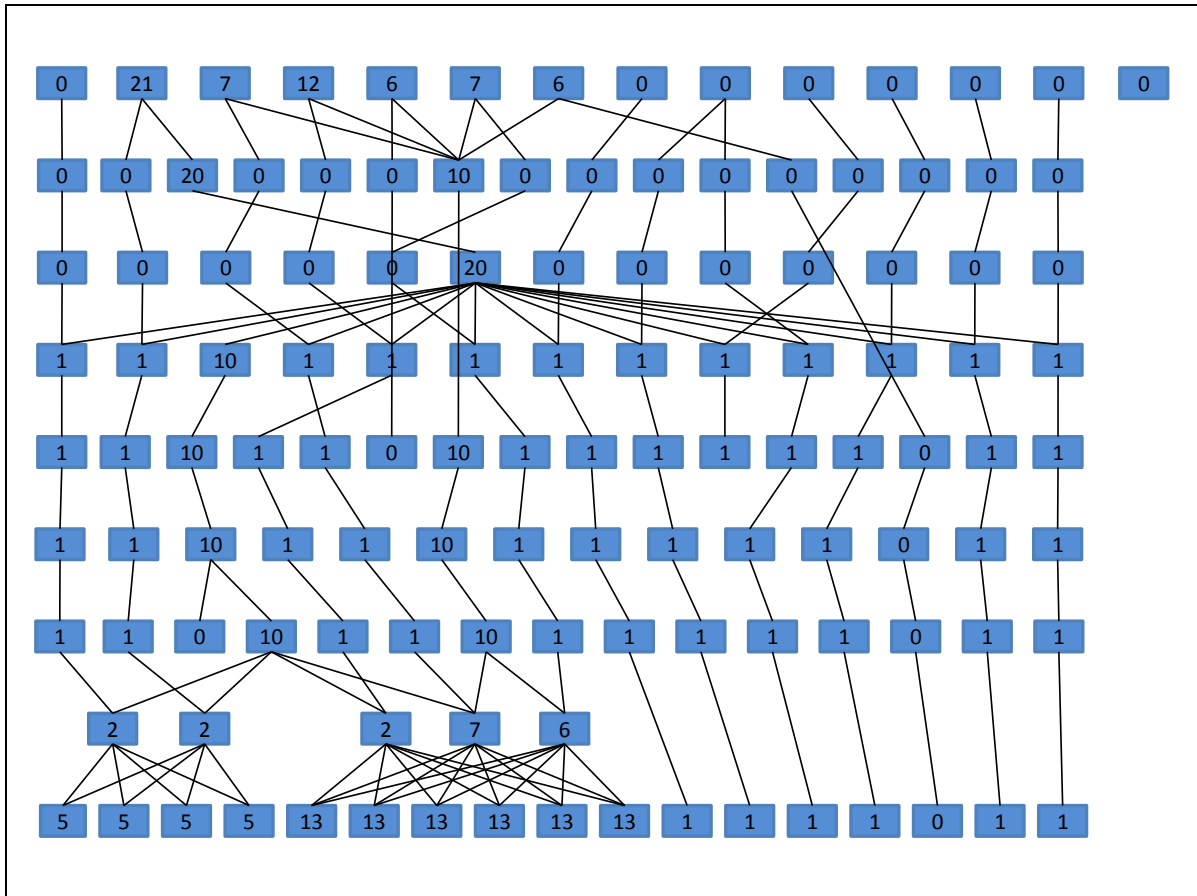 0 21 7 12 6 7 6 0 0 0 0 0 0 0
0 0 20 0 0 0 10 0 0 0 0 0 0 0 0 0
0 0 0 0 0 20 0 0 0 0 0 0 0
1 1 10 1 1 1 1 1 1 1 1 1 1
1 1 10 1 1 0 10 1 1 1 1 1 1 0 1 1
1 1 10 1 1 10 1 1 1 1 1 0 1 1
1 1 0 10 1 1 10 1 1 1 1 1 0 1 1
2 2 2 7 6
5 5 5 5 13 13 13 13 13 13 1 1 1 1 0 1 1